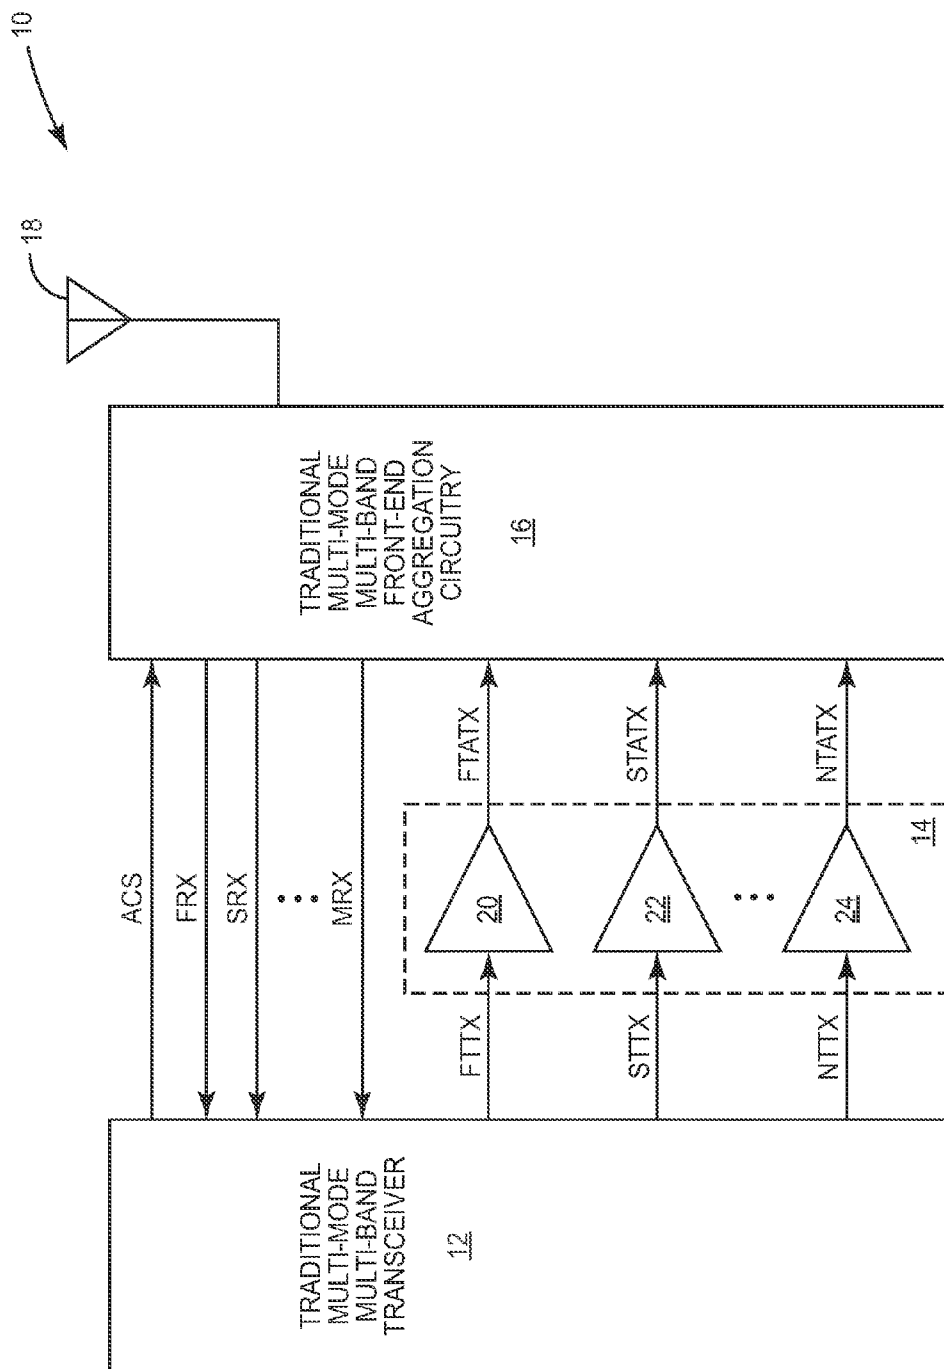 10
18
TRADITIONAL
MULTI-MODE
MULTI-BAND
TRANSCEIVER
12
ACS
FRX
SRX
MRX
FTTX
STTX
NTTX
20
22
24
14
FTATX
STATX
NTATX
TRADITIONAL
MULTI-MODE
MULTI-BAND
FRONT-END
AGGREGATION
CIRCUITRY
16